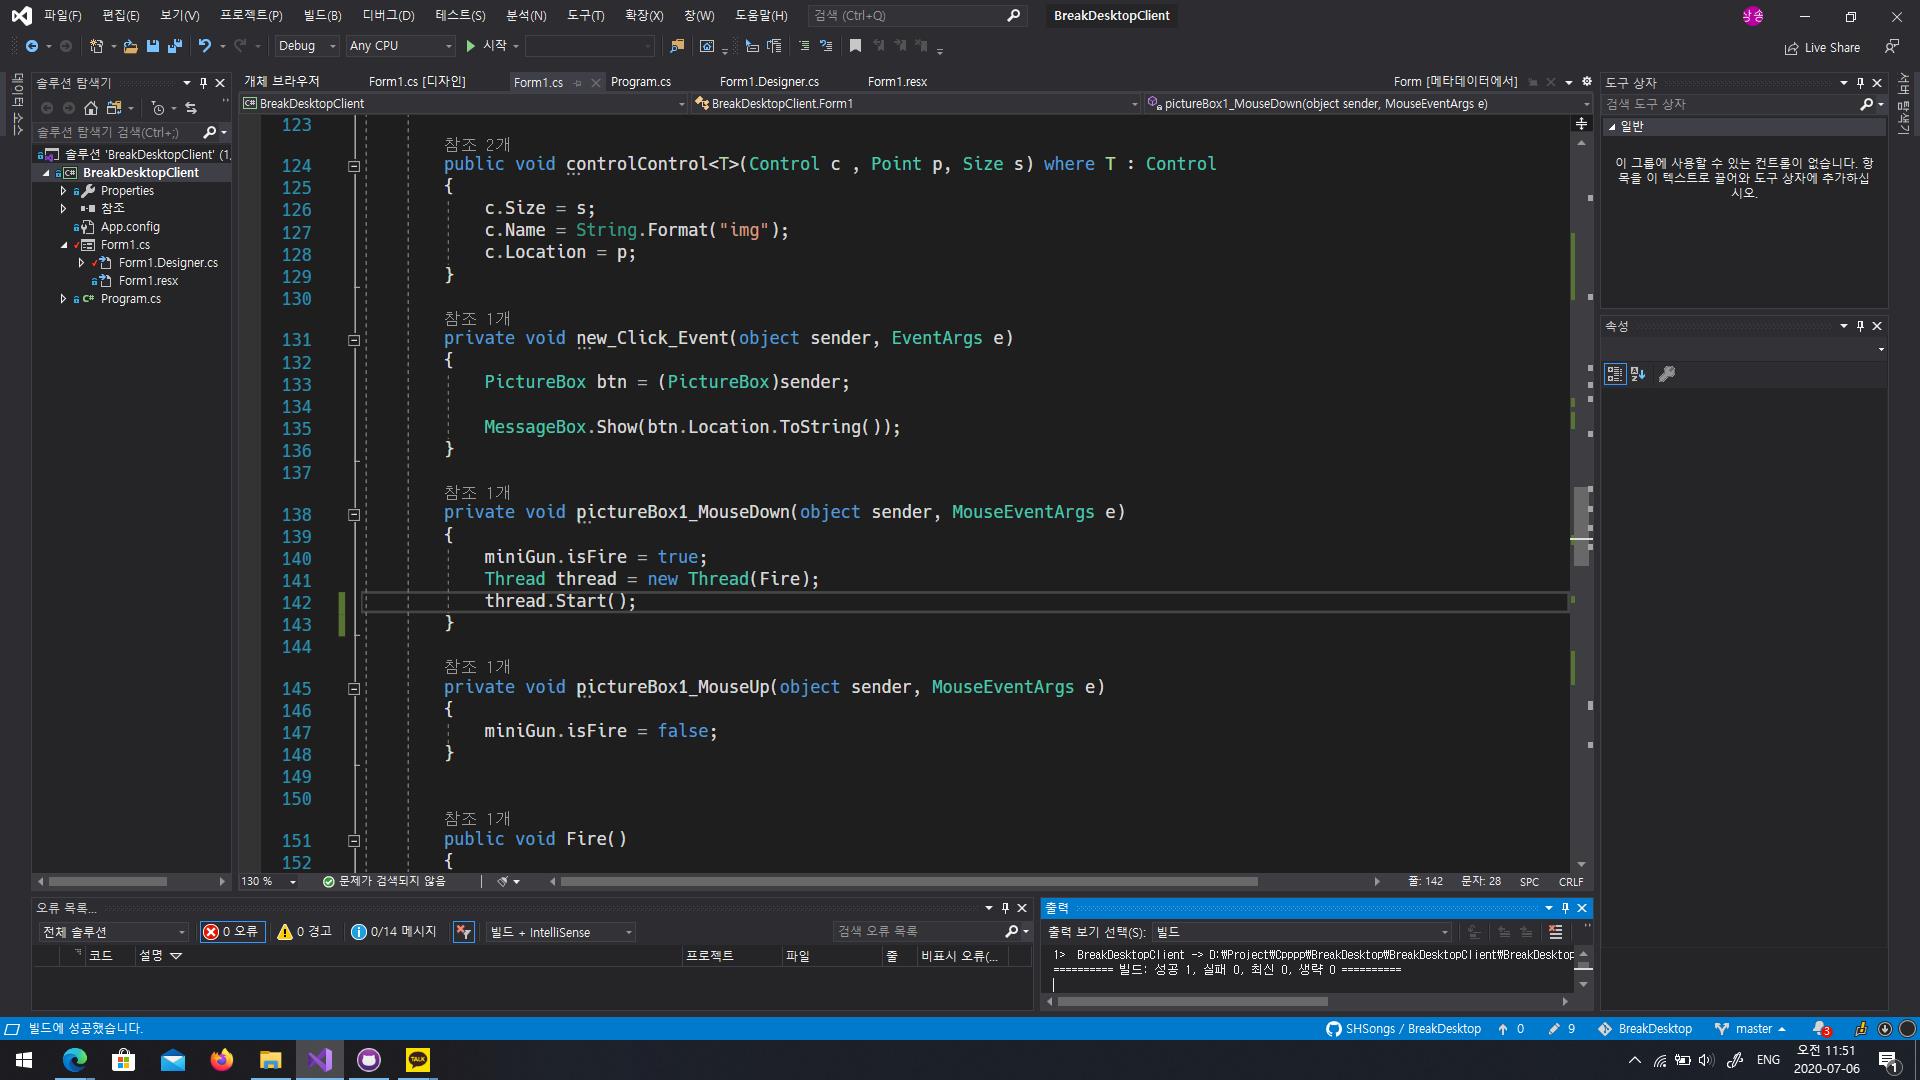 파일(F) 편집(E) 보기(V) 프로젝트(P) 빌드(B) 디버그(D) 테스트(S) 분석(N) 도구(T) 확장(X) 창(W) 도움말(H) 검색 (Ctrl+Q) BreakDesktopClient 상송
Debug Any CPU 시작 Live Share
데이터 소스
솔루션 탐색기
솔루션 탐색기 검색(Ctrl+;)
솔루션 'BreakDesktopClient' (1.
BreakDesktopClient
Properties
참조
App.config
Form1.cs
Form1.Designer.cs
Form1.resx
Program.cs
개체 브라우저 Form1.cs [디자인] Form1.cs Program.cs Form1.Designer.cs Form1.resx Form [메타데이터에서]
BreakDesktopClient BreakDesktopClient.Form1 pictureBox1_MouseDown(object sender, MouseEventArgs e)
123
참조 2개
124 public void controlControl<T>(Control c , Point p, Size s) where T : Control
125 {
126 c.Size = s;
127 c.Name = String.Format("img");
128 c.Location = p;
129 }
130
참조 1개
131 private void new_Click_Event(object sender, EventArgs e)
132 {
133 PictureBox btn = (PictureBox)sender;
134
135 MessageBox.Show(btn.Location.ToString());
136 }
137
참조 1개
138 private void pictureBox1_MouseDown(object sender, MouseEventArgs e)
139 {
140 miniGun.isFire = true;
141 Thread thread = new Thread(Fire);
142 thread.Start();
143 }
144
참조 1개
145 private void pictureBox1_MouseUp(object sender, MouseEventArgs e)
146 {
147 miniGun.isFire = false;
148 }
149
150
참조 1개
151 public void Fire()
152 {
130 % 문제가 검색되지 않음 줄: 142 문자: 28 SPC CRLF
도구 상자
검색 도구 상자
일반
이 그룹에 사용할 수 있는 컨트롤이 없습니다. 항
목을 이 텍스트로 끌어와 도구 상자에 추가하십
시오.
속성
서버 탐색기
오류 목록...
전체 솔루션 0 오류 0 경고 0/14 메시지 빌드 + IntelliSense 검색 오류 목록
코드 설명 프로젝트 파일 줄 비표시 오류(...
출력
출력 보기 선택(S): 빌드
1> BreakDesktopClient -> D:₩Project₩Cpppp₩BreakDesktop₩BreakDesktopClient₩BreakDesktop
========== 빌드: 성공 1, 실패 0, 최신 0, 생략 0 ==========
빌드에 성공했습니다. SHSongs / BreakDesktop 0 9 BreakDesktop master 3
TALK ENG 오전 11:51
2020-07-06 1